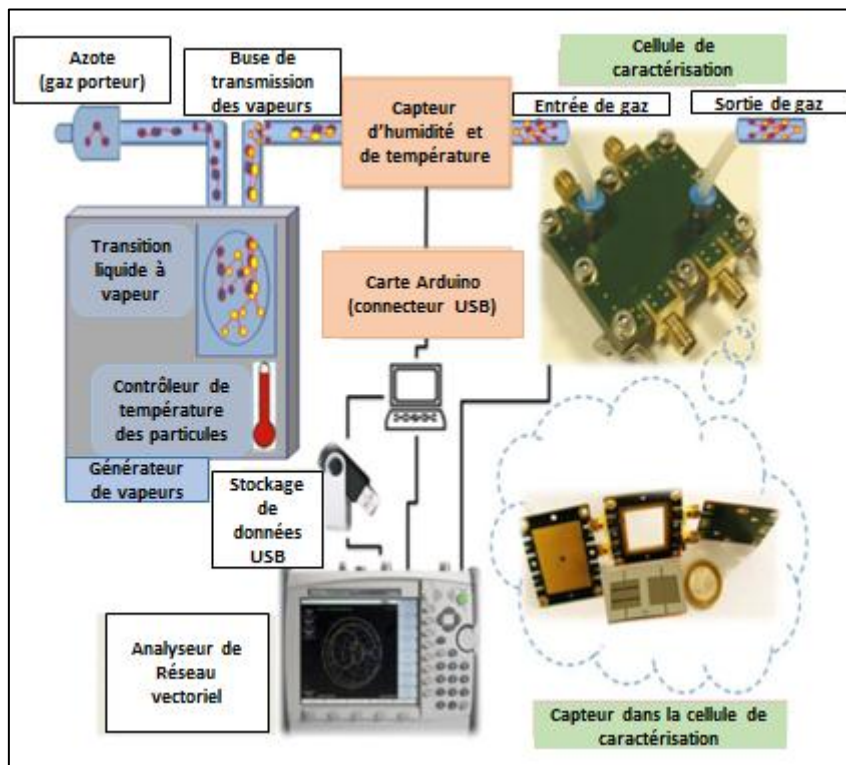 Azote
(gaz porteur)
Buse de
transmission
des vapeurs
Cellule de
caractérisation
Capteur
d'humidité et
de température
Entrée de gaz
Sortie de gaz
Transition
liquide à
vapeur
Carte Arduino
(connecteur USB)
Contrôleur de
température
des particules
Générateur
de vapeurs
Stockage
de
données
USB
Analyseur de
Réseau
vectoriel
Capteur dans la cellule de
caractérisation